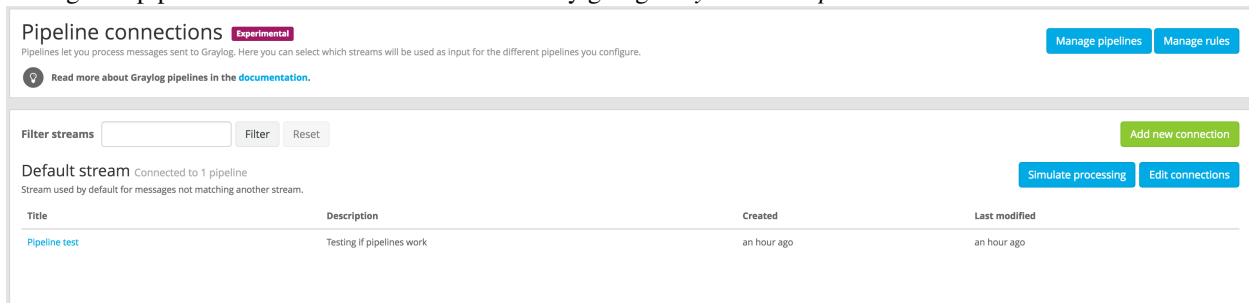 Pipeline connections Experimental
Pipelines let you process messages sent to Graylog. Here you can select which streams will be used as input for the different pipelines you configure.
Manage pipelines Manage rules
Read more about Graylog pipelines in the documentation.
Filter streams Filter Reset
Add new connection
Default stream Connected to 1 pipeline
Simulate processing Edit connections
Stream used by default for messages not matching another stream.
Title Description Created Last modified
Pipeline test Testing if pipelines work an hour ago an hour ago